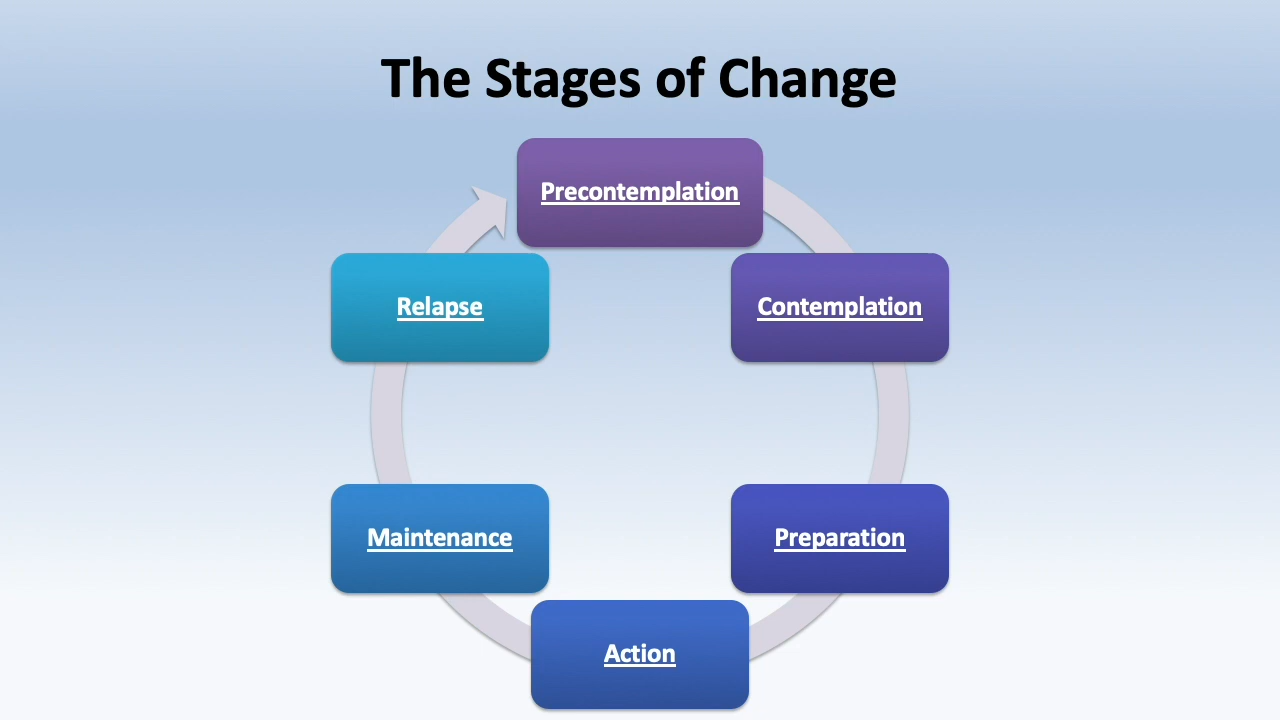 The Stages of Change
Precontemplation
Contemplation
Preparation
Action
Maintenance
Relapse